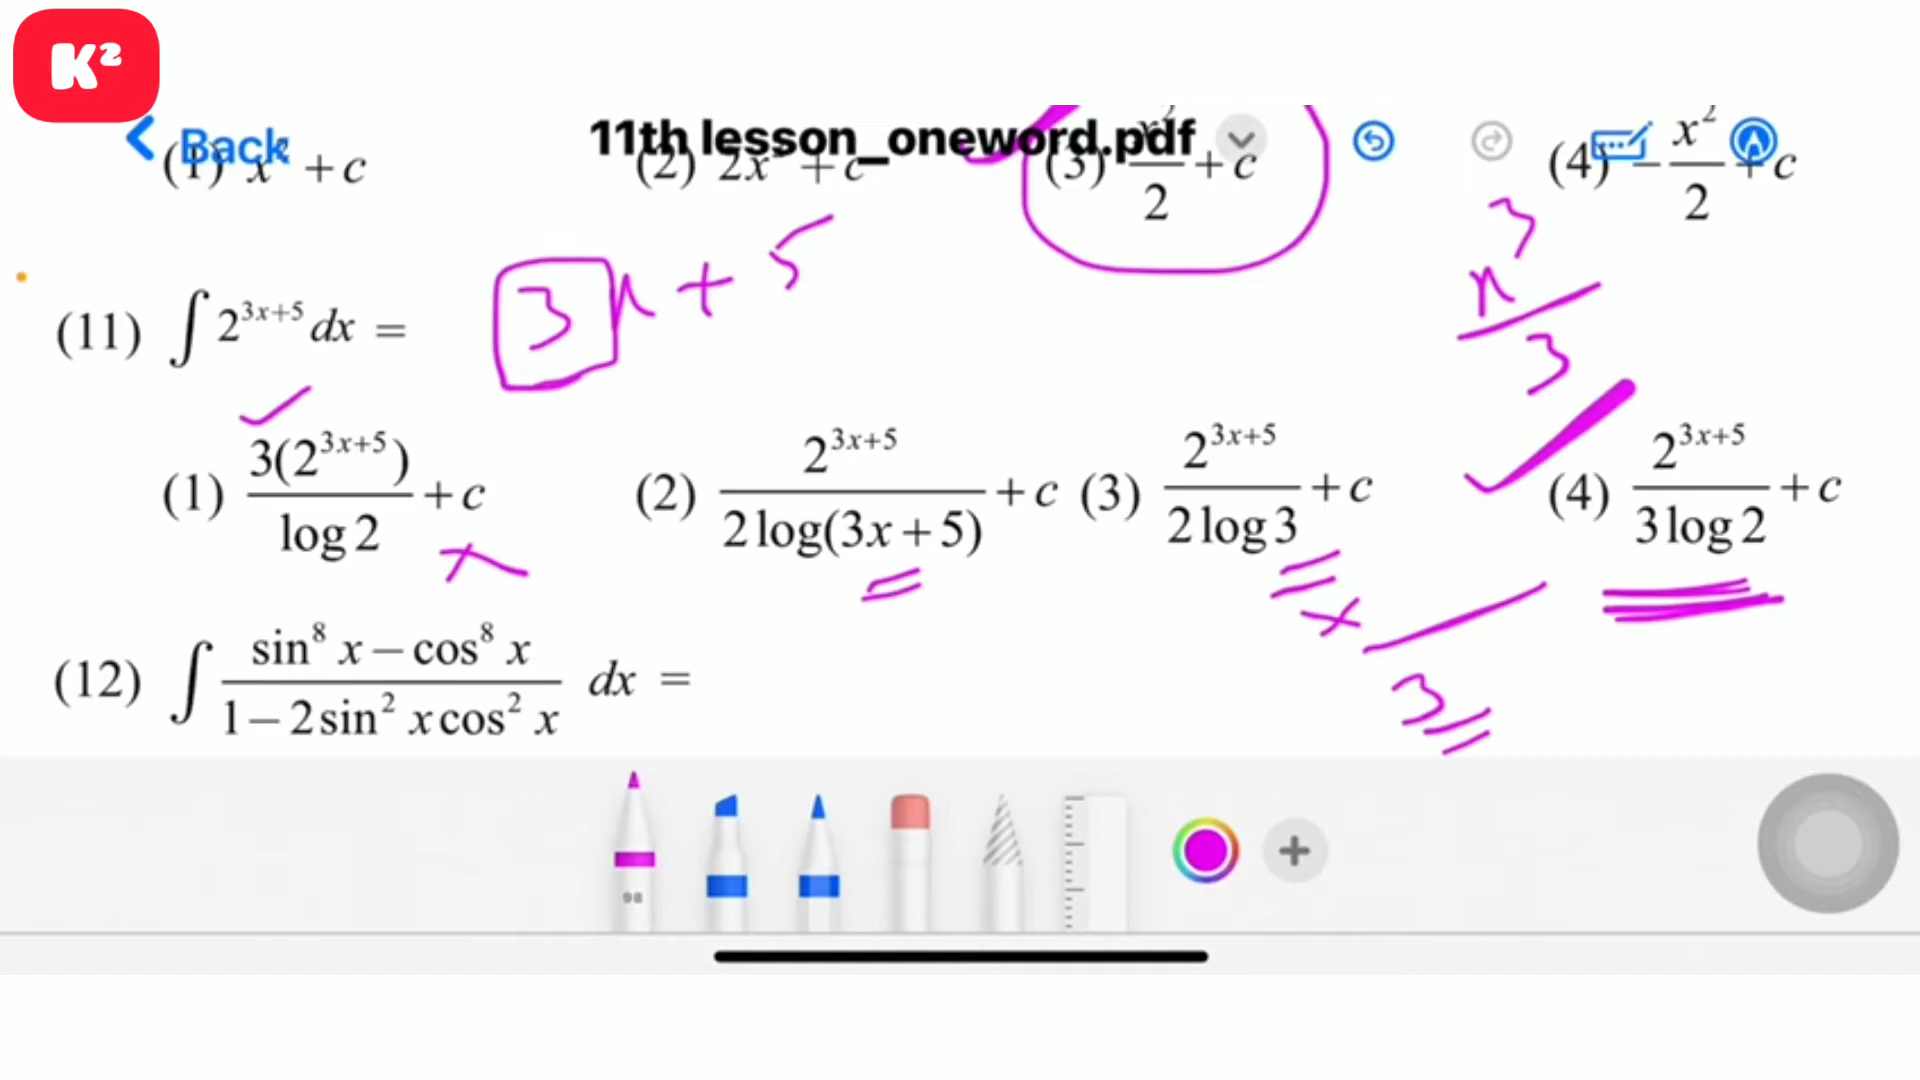 K²
Back
11th lesson_oneword.pdf
(1) x² + c (2) 2x² + c (3) x²/2 + c (4) − x²/2 + c
3x + 5
3
x/3
(11) ∫ 2^(3x+5) dx =
(1) 3(2^(3x+5))/log 2 + c (2) 2^(3x+5)/2 log(3x + 5) + c (3) 2^(3x+5)/2 log 3 + c (4) 2^(3x+5)/3 log 2 + c
(12) ∫ sin⁸ x − cos⁸ x/1 − 2 sin² x cos² x dx =
3
98